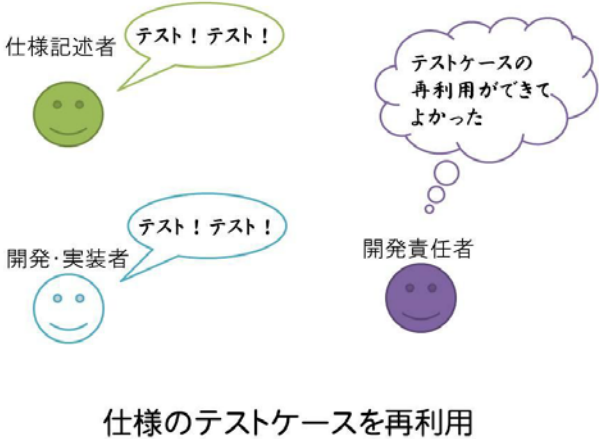 仕様記述者
テスト！テスト！
テストケースの
再利用ができて
よかった
開発・実装者
テスト！テスト！
開発責任者
仕様のテストケースを再利用